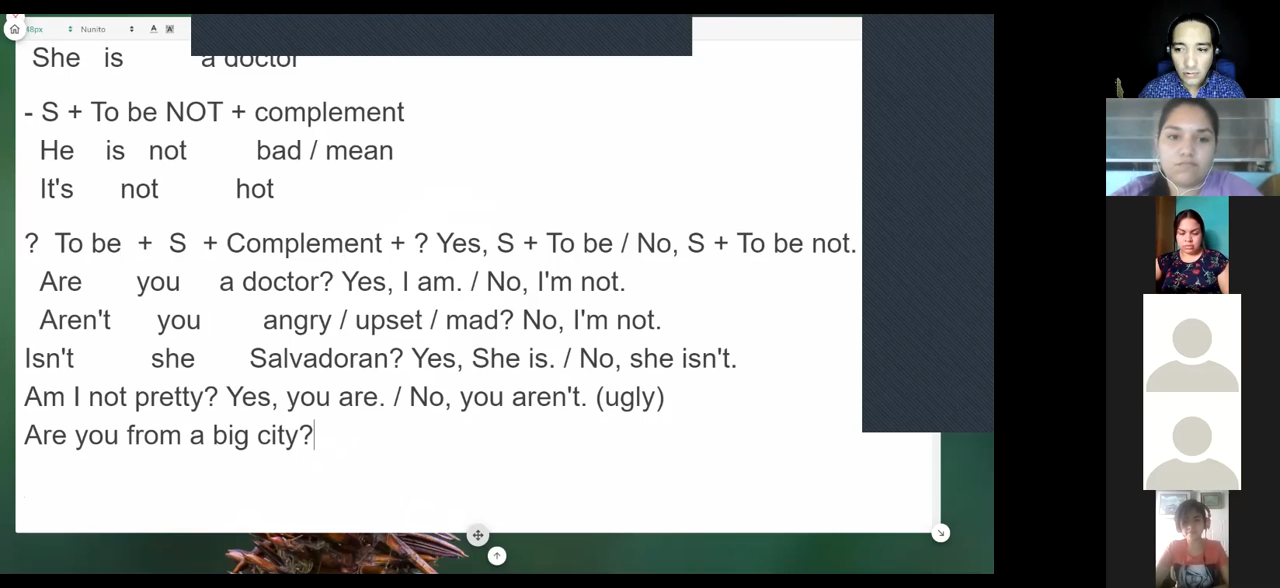 48px Nunito A A
She is a doctor
- S + To be NOT + complement
He is not bad / mean
It's not hot
? To be + S + Complement + ? Yes, S + To be / No, S + To be not.
Are you a doctor? Yes, I am. / No, I'm not.
Aren't you angry / upset / mad? No, I'm not.
Isn't she Salvadoran? Yes, She is. / No, she isn't.
Am I not pretty? Yes, you are. / No, you aren't. (ugly)
Are you from a big city?